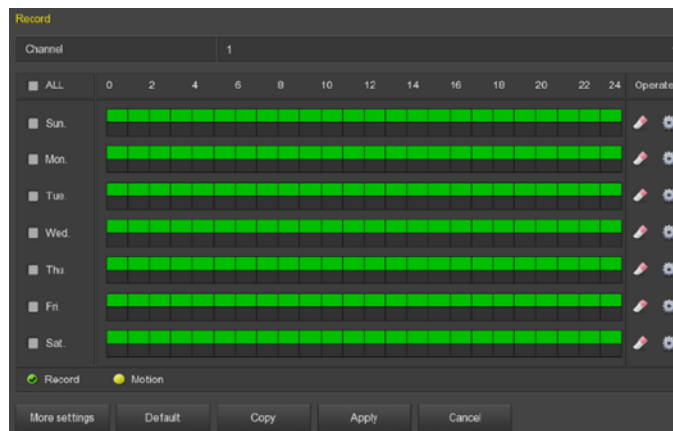 Record
Channel 1
ALL 0 2 4 6 8 10 12 14 16 18 20 22 24 Operate
Sun.
Mon.
Tue.
Wed.
Thu.
Fri.
Sat.
Record Motion
More settings Default Copy Apply Cancel